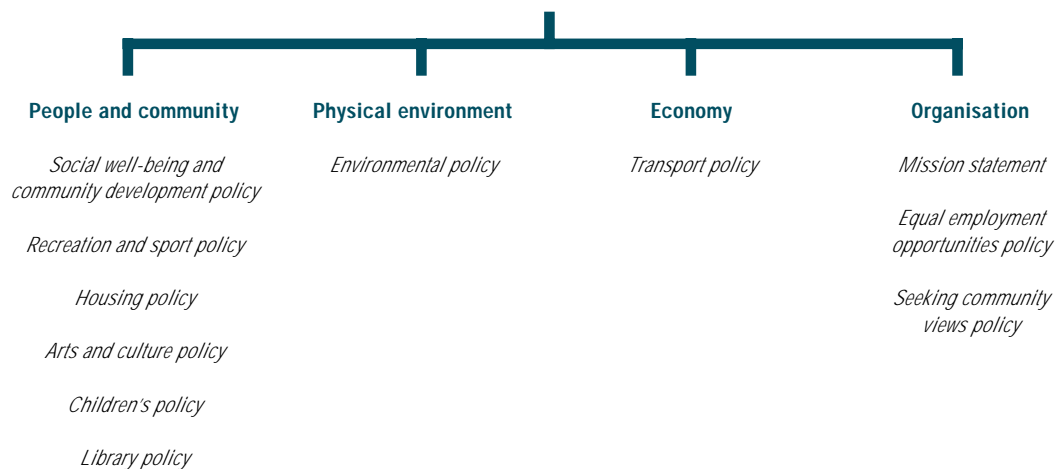 People and community
Social well-being and
community development policy
Recreation and sport policy
Housing policy
Arts and culture policy
Children's policy
Library policy
Physical environment
Environmental policy
Economy
Transport policy
Organisation
Mission statement
Equal employment
opportunities policy
Seeking community
views policy